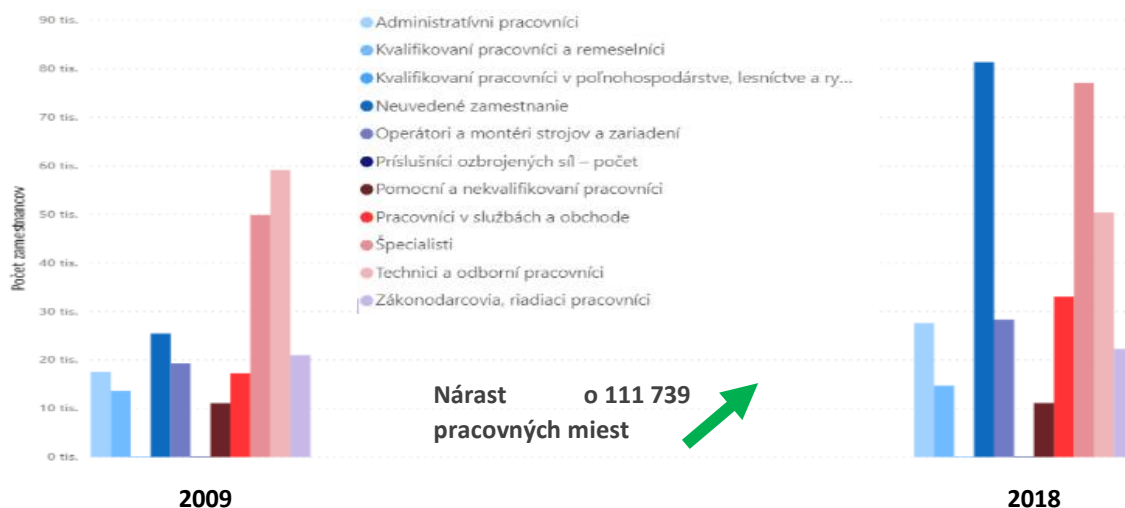 90 tis.
80 tis.
70 tis.
60 tis.
50 tis.
40 tis.
30 tis.
20 tis.
10 tis.
0 tis.
Počet zamestnancov
Administratívni pracovníci
Kvalifikovaní pracovníci a remeselníci
Kvalifikovaní pracovníci v poľnohospodárstve, lesníctve a ry...
Neuvedené zamestnanie
Operátori a montéri strojov a zariadení
Príslušníci ozbrojených síl – počet
Pomocní a nekvalifikovaní pracovníci
Pracovníci v službách a obchode
Špecialisti
Technici a odborní pracovníci
Zákonodarcovia, riadiaci pracovníci
Nárast o 111 739
pracovných miest
2009
2018